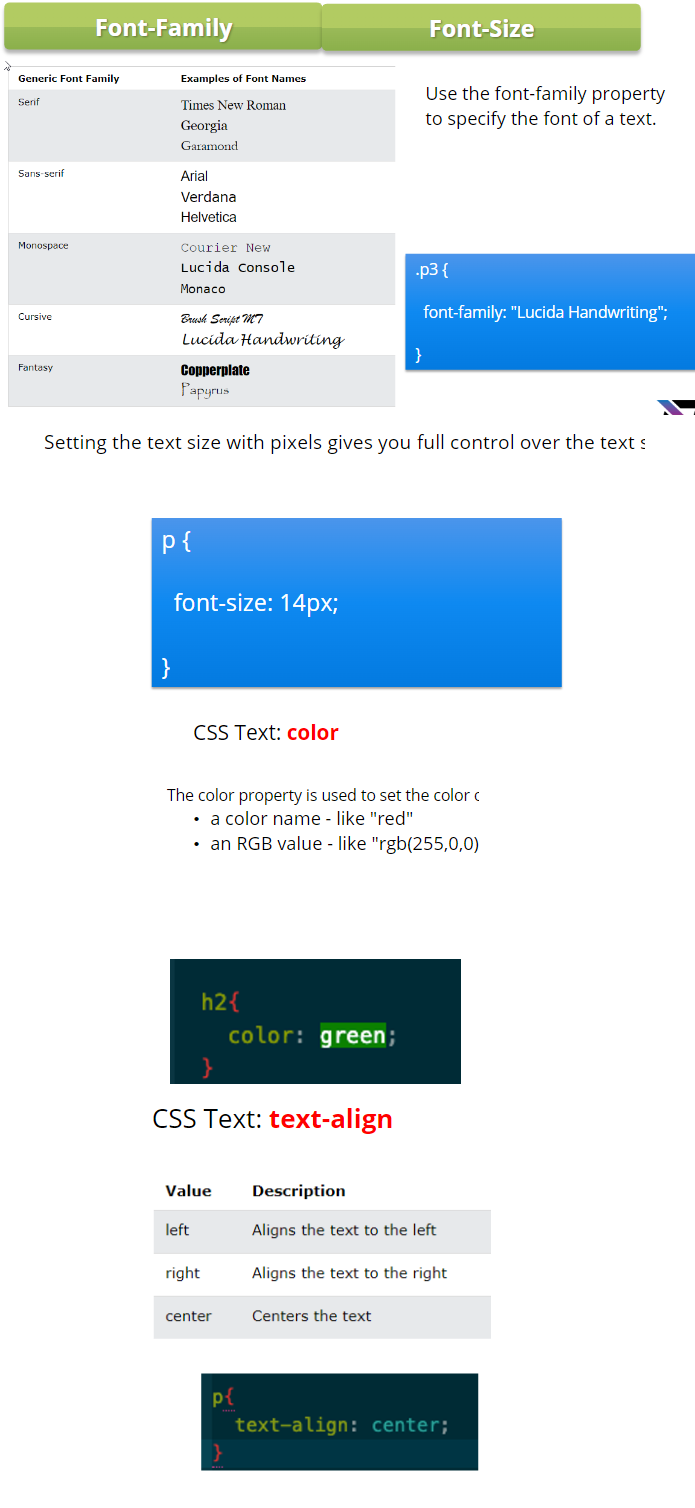 Font-Family Font-Size
Generic Font Family Examples of Font Names
Serif Times New Roman
Georgia
Garamond
Sans-serif Arial
Verdana
Helvetica
Monospace Courier New
Lucida Console
Monaco
Cursive Brush Script MT
Lucida Handwriting
Fantasy Copperplate
Papyrus
Use the font-family property
to specify the font of a text.
.p3 {
font-family: "Lucida Handwriting";
}
Setting the text size with pixels gives you full control over the text
p {
font-size: 14px;
}
CSS Text: color
The color property is used to set the color
• a color name - like "red"
• an RGB value - like "rgb(255,0,0)
h2{
color: green;
}
CSS Text: text-align
Value Description
left Aligns the text to the left
right Aligns the text to the right
center Centers the text
p{
text-align: center;
}